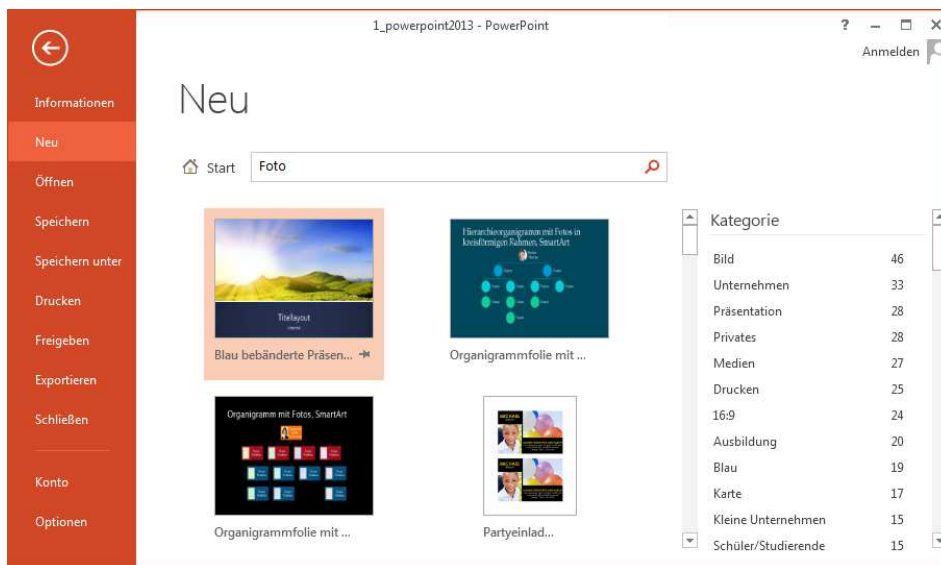 1_powerpoint2013 - PowerPoint
?
Anmelden
Informationen
Neu
Öffnen
Speichern
Speichern unter
Drucken
Freigeben
Exportieren
Schließen
Konto
Optionen
Neu
Start
Foto
Titellayout
Blau bebänderte Präsen...
Hierarchieorganigramm mit Fotos in
kreisförmigen Rahmen, SmartArt
Organigrammfolie mit ...
Organigramm mit Fotos, SmartArt
Organigrammfolie mit ...
Partyeinlad...
Kategorie
Bild 46
Unternehmen 33
Präsentation 28
Privates 28
Medien 27
Drucken 25
16:9 24
Ausbildung 20
Blau 19
Karte 17
Kleine Unternehmen 15
Schüler/Studierende 15